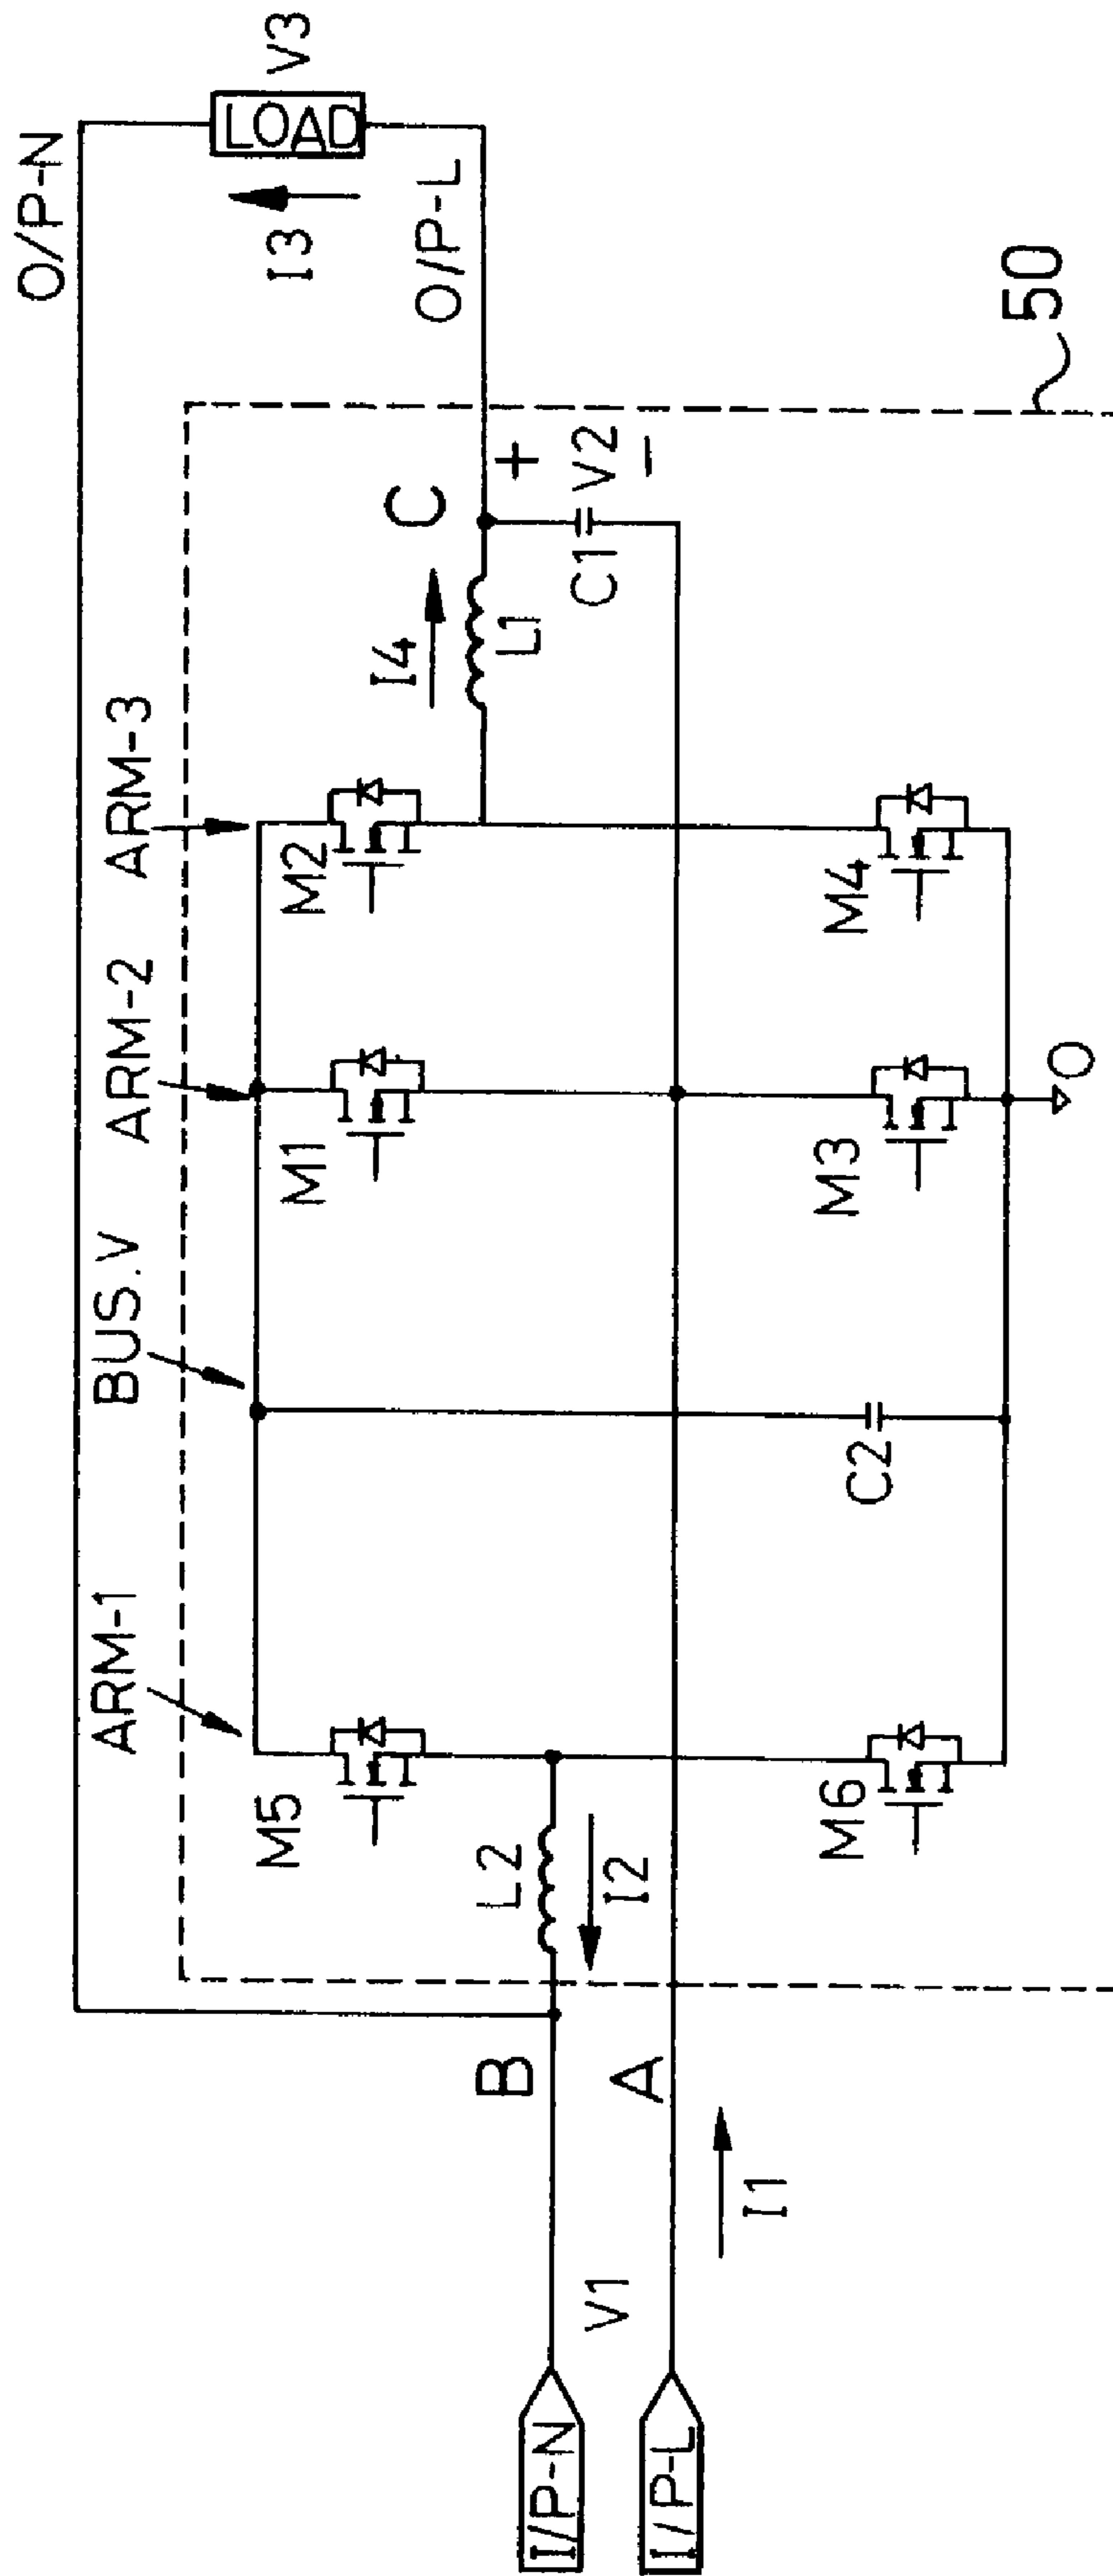 O/P-N
LOAD
V3
I3
O/P-L
50
ARM-1
BUS.V
ARM-2
ARM-3
M5
M1
M2
I4
C
+
L1
C1
V2
−
B
L2
I2
A
V1
I1
I/P-N
I/P-L
M6
C2
M3
M4
O